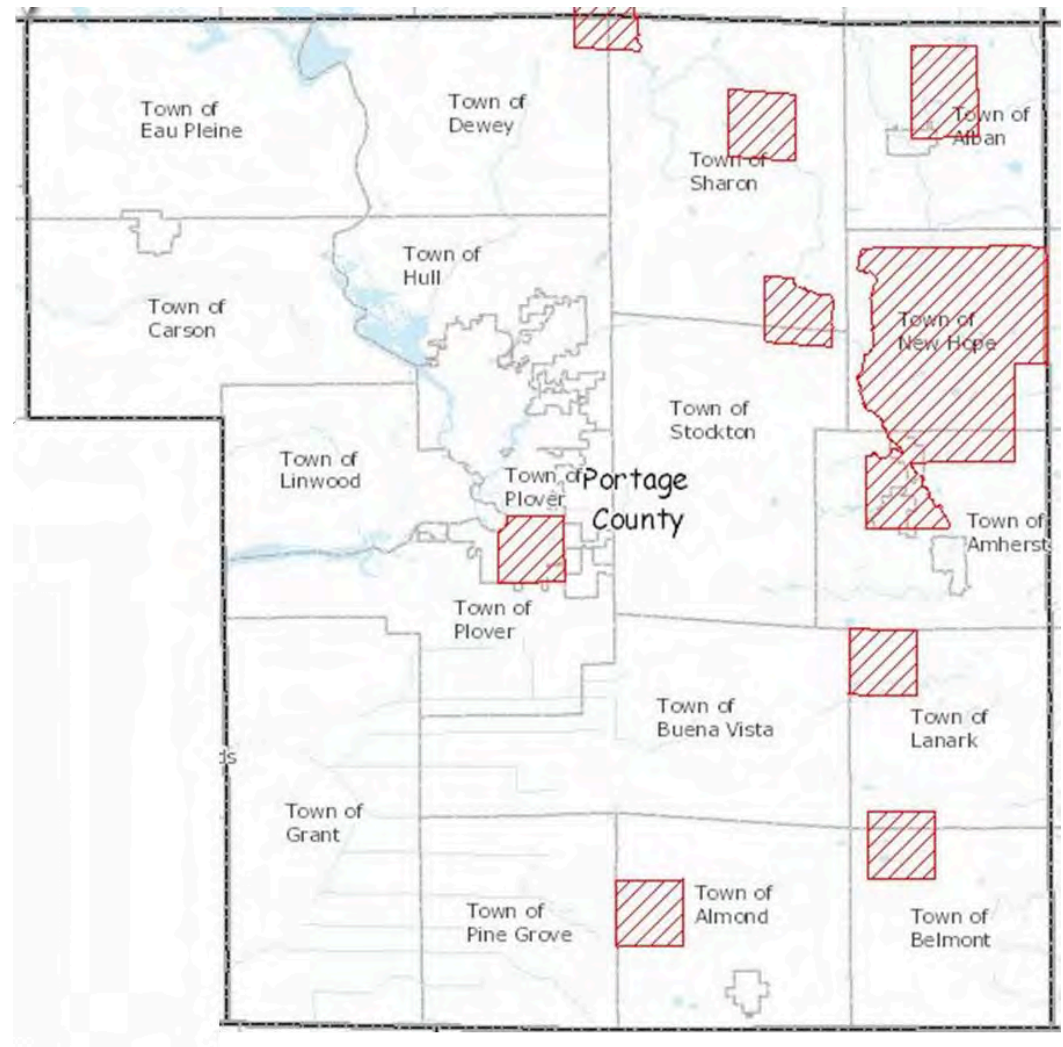 Town of
Eau Pleine
Town of
Dewey
Town of
Sharon
Town of
Alban
Town of
Hull
Town of
Carson
Town of
New Hope
Town of
Stockton
Town of
Linwood
Town of
Plover
Portage
County
Town of
Amherst
Town of
Plover
Town of
Buena Vista
Town of
Lanark
ds
Town of
Grant
Town of
Almond
Town of
Pine Grove
Town of
Belmont